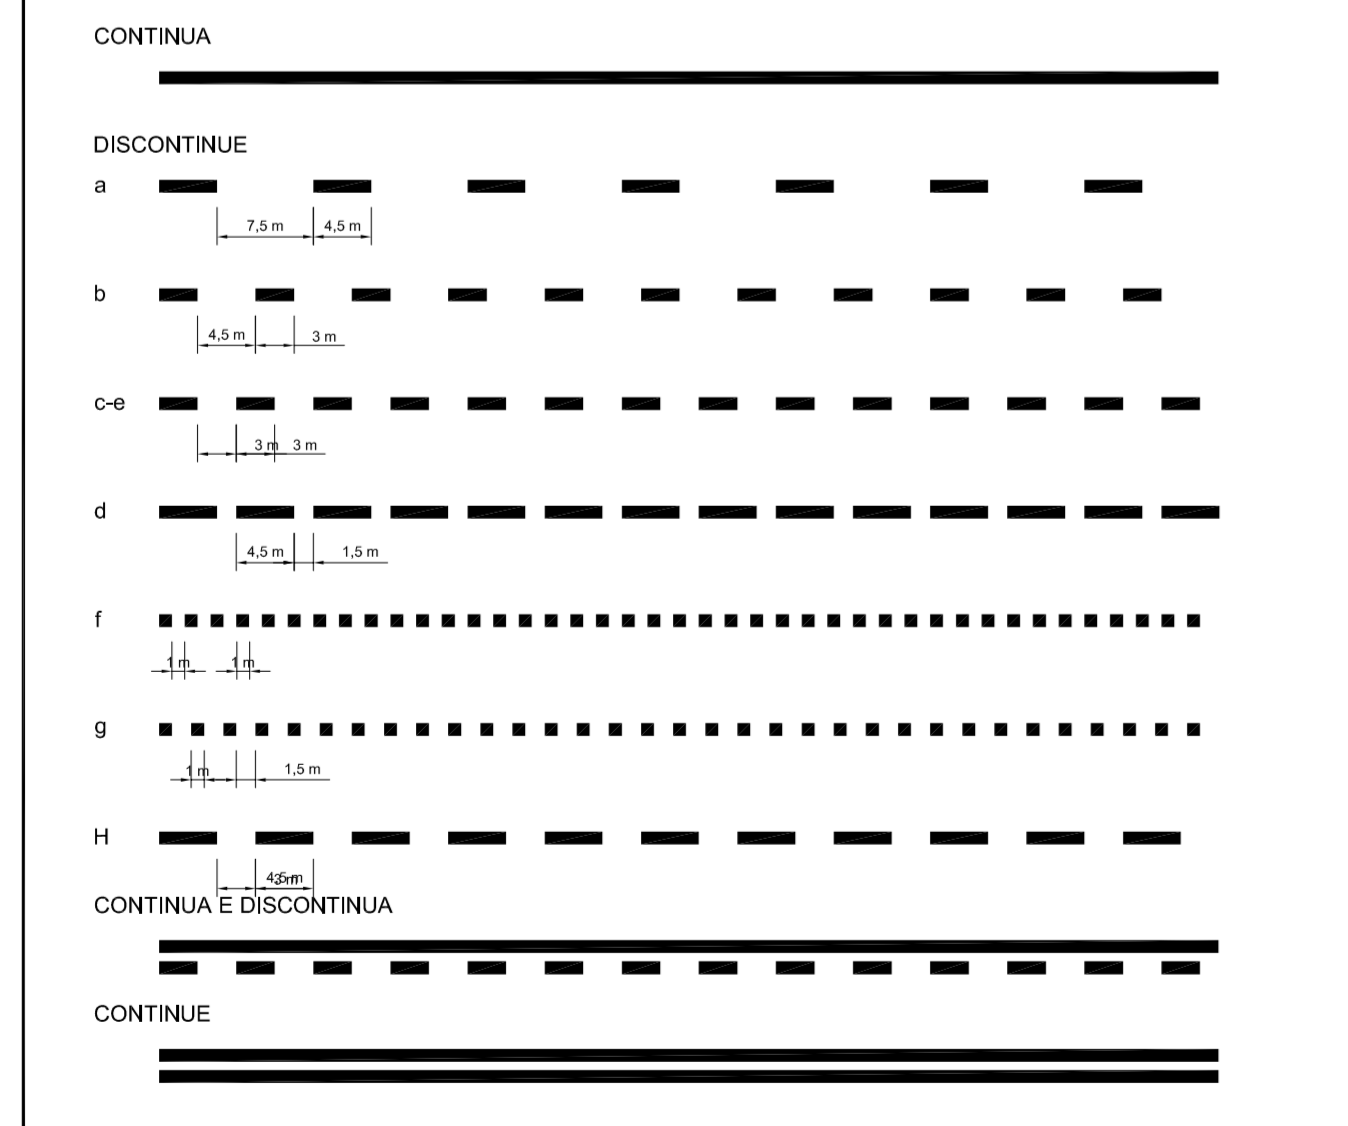 CONTINUA
DISCONTINUE
a
7,5 m 4,5 m
b
4,5 m 3 m
c-e
3 m 3 m
d
4,5 m 1,5 m
f
1 m 1 m
g
1 m 1,5 m
H
CONTINUA E DISCONTINUA
CONTINUE